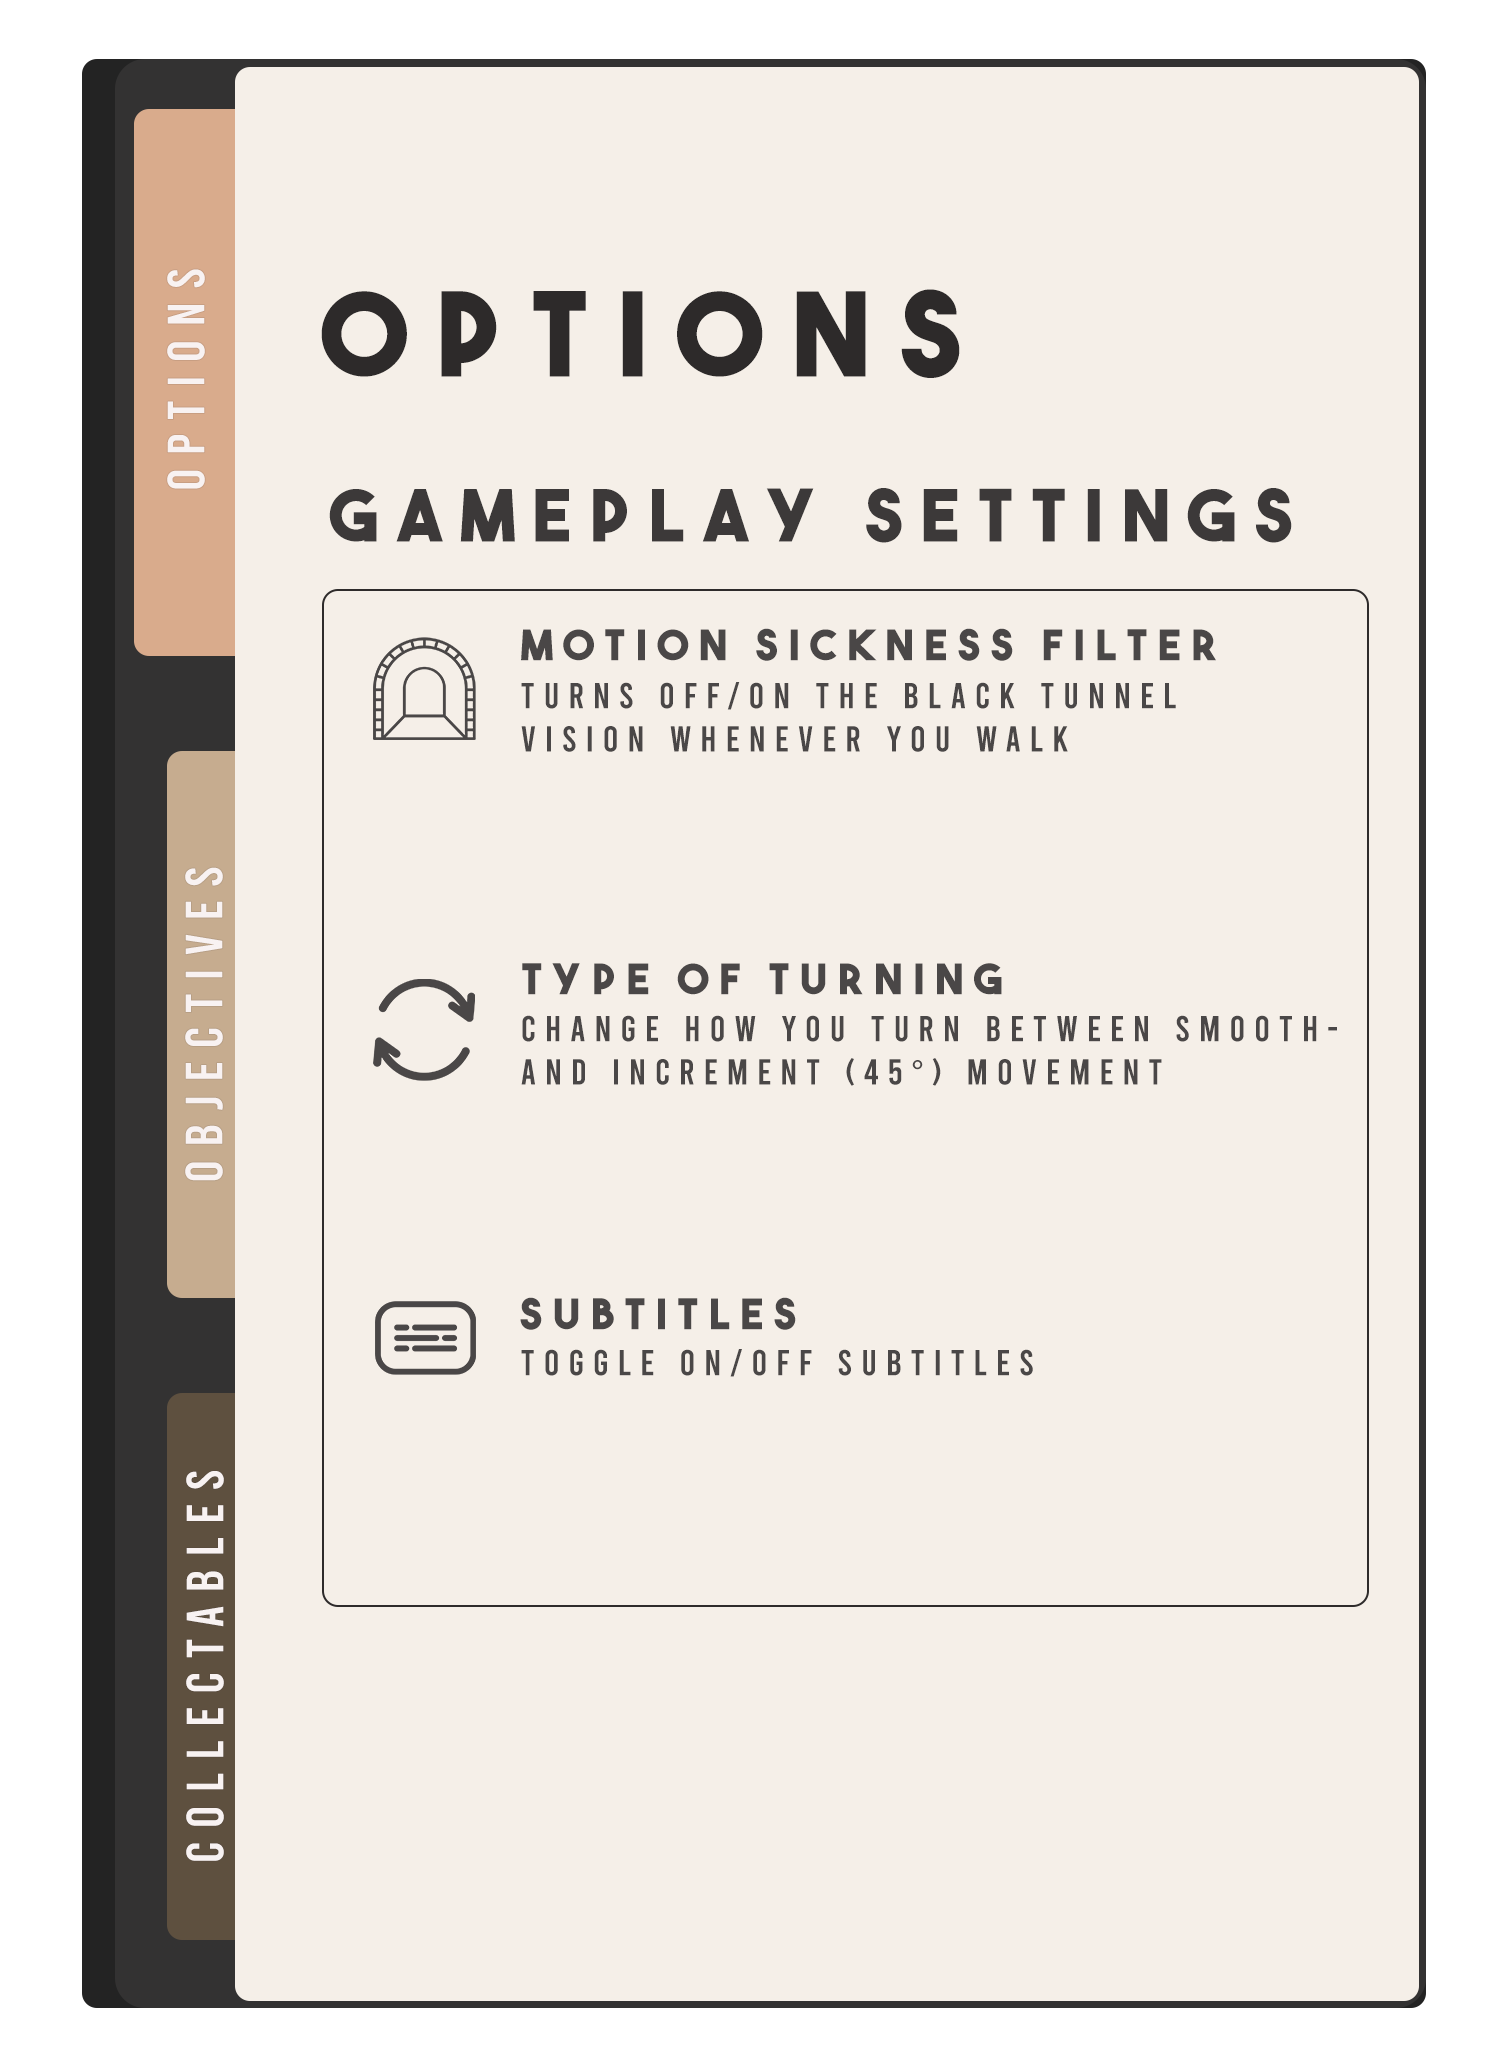 OPTIONS
OBJECTIVES
COLLECTABLES
OPTIONS
GAMEPLAY SETTINGS
MOTION SICKNESS FILTER
TURNS OFF/ON THE BLACK TUNNEL
VISION WHENEVER YOU WALK
TYPE OF TURNING
CHANGE HOW YOU TURN BETWEEN SMOOTH-
AND INCREMENT (45°) MOVEMENT
SUBTITLES
TOGGLE ON/OFF SUBTITLES